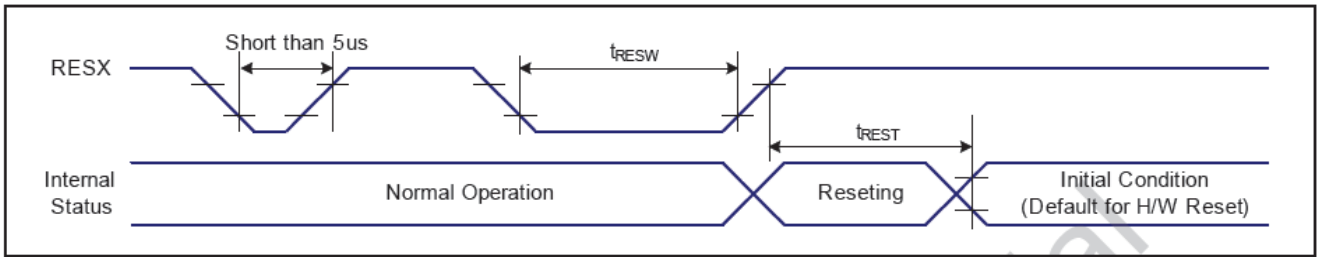 Short than 5us
tRESW
RESX
tREST
Internal
Status
Normal Operation
Reseting
Initial Condition
(Default for H/W Reset)